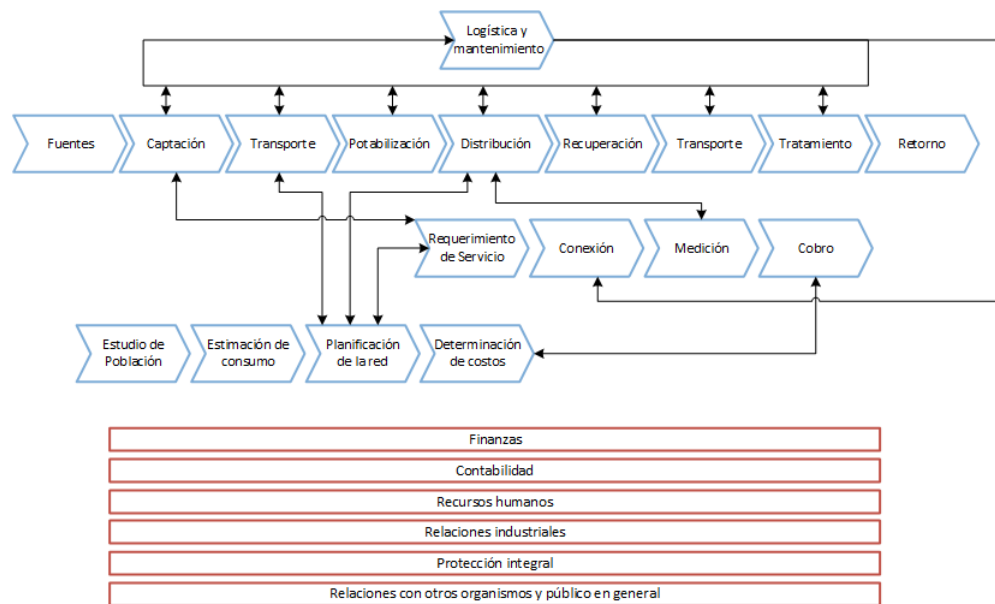 Logística y
mantenimiento
Fuentes
Captación
Transporte
Potabilización
Distribución
Recuperación
Transporte
Tratamiento
Retorno
Requerimiento
de Servicio
Conexión
Medición
Cobro
Estudio de
Población
Estimación de
consumo
Planificación
de la red
Determinación
de costos
Finanzas
Contabilidad
Recursos humanos
Relaciones industriales
Protección integral
Relaciones con otros organismos y público en general